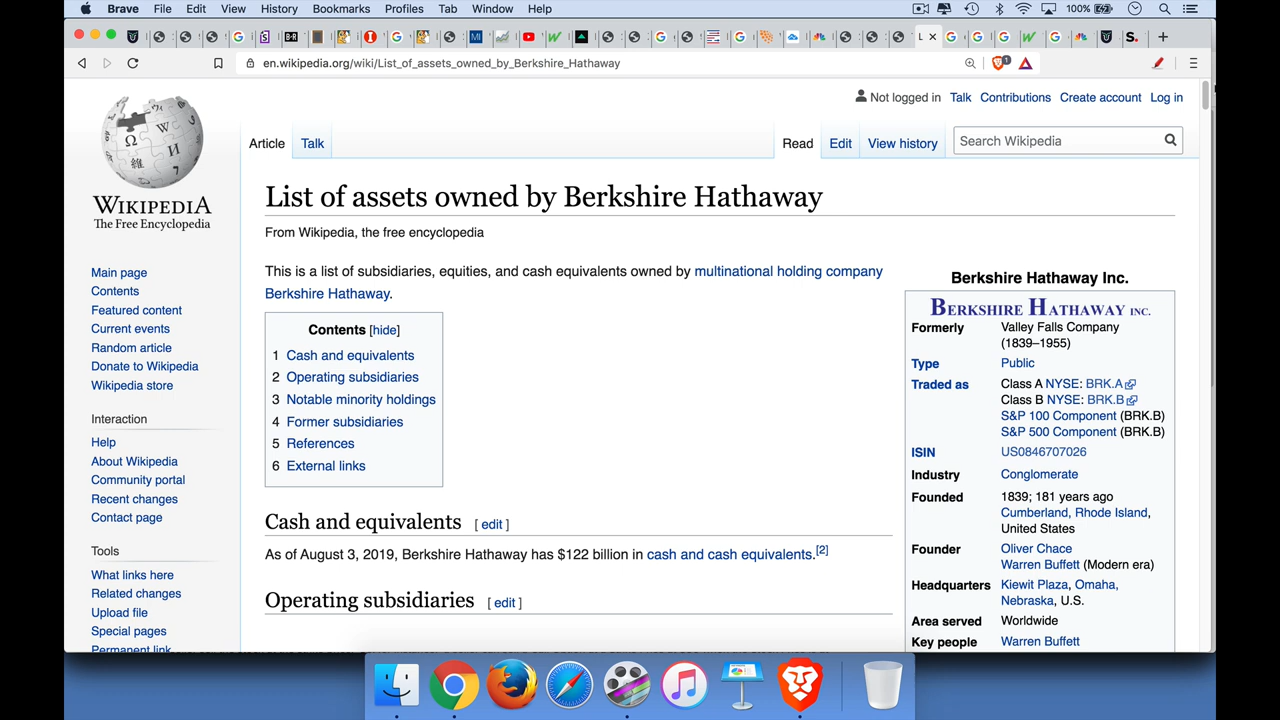 Brave File Edit View History Bookmarks Profiles Tab Window Help 100%
L
en.wikipedia.org/wiki/List_of_assets_owned_by_Berkshire_Hathaway
Not logged in Talk Contributions Create account Log in
Article Talk Read Edit View history Search Wikipedia
WIKIPEDIA
The Free Encyclopedia
Main page
Contents
Featured content
Current events
Random article
Donate to Wikipedia
Wikipedia store
Interaction
Help
About Wikipedia
Community portal
Recent changes
Contact page
Tools
What links here
Related changes
Upload file
Special pages
Permanent link
List of assets owned by Berkshire Hathaway
From Wikipedia, the free encyclopedia
This is a list of subsidiaries, equities, and cash equivalents owned by multinational holding company
Berkshire Hathaway.
Contents [hide]
1 Cash and equivalents
2 Operating subsidiaries
3 Notable minority holdings
4 Former subsidiaries
5 References
6 External links
Cash and equivalents [ edit ]
As of August 3, 2019, Berkshire Hathaway has $122 billion in cash and cash equivalents.[2]
Operating subsidiaries [ edit ]
Berkshire Hathaway Inc.
BERKSHIRE HATHAWAY INC.
Formerly Valley Falls Company
(1839–1955)
Type Public
Traded as Class A NYSE: BRK.A
Class B NYSE: BRK.B
S&P 100 Component (BRK.B)
S&P 500 Component (BRK.B)
ISIN US0846707026
Industry Conglomerate
Founded 1839; 181 years ago
Cumberland, Rhode Island,
United States
Founder Oliver Chace
Warren Buffett (Modern era)
Headquarters Kiewit Plaza, Omaha,
Nebraska, U.S.
Area served Worldwide
Key people Warren Buffett